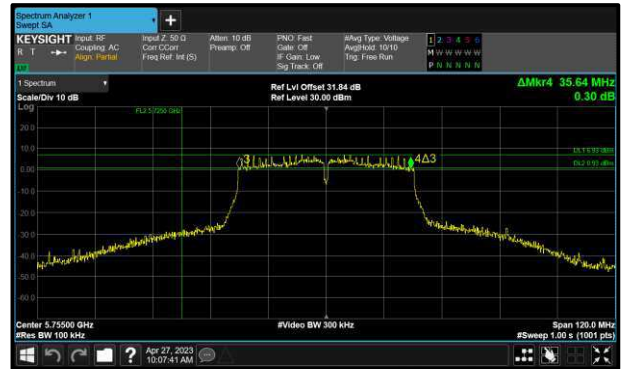 Spectrum Analyzer 1
Swept SA
+
KEYSIGHT
R T
Input: RF
Coupling: AC
Align: Partial
Input Z: 50 Ω
Corr CCorr
Freq Ref: Int (S)
Atten: 10 dB
Preamp: Off
PNO: Fast
Gate: Off
IF Gain: Low
Sig Track: Off
#Avg Type: Voltage
Avg|Hold: 10/10
Trig: Free Run
1 2 3 4 5 6
M W W W W W
P N N N N N
1 Spectrum
Scale/Div 10 dB
Log
Ref Lvl Offset 31.84 dB
Ref Level 30.00 dBm
ΔMkr4 35.64 MHz
0.30 dB
20.0
10.0
0.00
-10.0
-20.0
-30.0
-40.0
-50.0
-60.0
3
4Δ3
Center 5.75500 GHz
#Res BW 100 kHz
#Video BW 300 kHz
Span 120.0 MHz
#Sweep 1.00 s (1001 pts)
?
Apr 27, 2023
10:07:41 AM